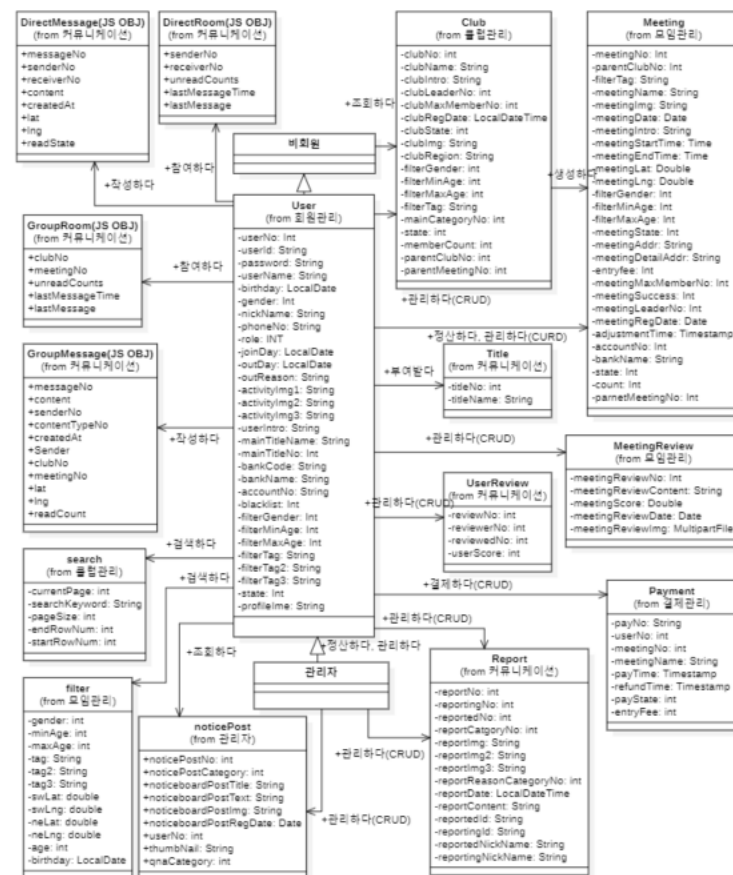 DirectMessage(JS OBJ)
(from 커뮤니케이션)
+messageNo
+senderNo
+receiverNo
+content
+createdAt
+lat
+lng
+readState
DirectRoom(JS OBJ)
(from 커뮤니케이션)
+senderNo
+receiverNo
+unreadCounts
+lastMessageTime
+lastMessage
Club
(from 클럽관리)
-clubNo: int
-clubName: String
-clubIntro: String
-clubLeaderNo: int
-clubMaxMemberNo: int
-clubRegDate: LocalDateTime
-clubState: int
-clubImg: String
-clubRegion: String
-filterGender: int
-filterMinAge: int
-filterMaxAge: int
-filterTag: String
-mainCategoryNo: int
-state: int
-memberCount: int
-parentClubNo: int
-parentMeetingNo: int
Meeting
(from 모임관리)
-meetingNo: Int
-parentClubNo: Int
-filterTag: String
-meetingName: String
-meetingImg: String
-meetingDate: Date
-meetingIntro: String
-meetingStartTime: Time
-meetingEndTime: Time
-meetingLat: Double
-meetingLng: Double
-filterGender: Int
-filterMinAge: Int
-filterMaxAge: Int
-meetingState: Int
-meetingAddr: String
-meetingDetailAddr: String
-entryfee: Int
-meetingMaxMemberNo: Int
-meetingSuccess: Int
-meetingLeaderNo: Int
-meetingRegDate: Date
-adjustmentTime: Timestamp
-accountNo: Int
-bankName: String
-state: Int
-count: Int
-parnetMeetingNo: Int
+조회하다
+생성하다
비회원
+작성하다
+참여하다
User
(from 회원관리)
-userNo: Int
-userId: String
-password: String
-userName: String
-birthday: LocalDate
-gender: Int
-nickName: String
-phoneNo: String
-role: INT
-joinDay: LocalDate
-outDay: LocalDate
-outReason: String
-activityImg1: String
-activityImg2: String
-activityImg3: String
-userIntro: String
-mainTitleName: String
-mainTitleNo: Int
-bankCode: String
-bankName: String
-accountNo: String
-blacklist: Int
-filterGender: Int
-filterMinAge: Int
-filterMaxAge: Int
-filterTag: String
-filterTag2: String
-filterTag3: String
-state: Int
-profileIme: String
GroupRoom(JS OBJ)
(from 커뮤니케이션)
+clubNo
+meetingNo
+unreadCounts
+lastMessageTime
+lastMessage
+참여하다
+관리하다(CRUD)
+정산하다, 관리하다(CURD)
GroupMessage(JS OBJ)
(from 커뮤니케이션)
+messageNo
+content
+senderNo
+contentTypeNo
+createdAt
+Sender
+clubNo
+meetingNo
+lat
+lng
+readCount
+작성하다
Title
(from 커뮤니케이션)
-titleNo: int
-titleName: String
+부여받다
+관리하다(CRUD)
MeetingReview
(from 모임관리)
-meetingReviewNo: Int
-meetingReviewContent: String
-meetingScore: Double
-meetingReviewDate: Date
-meetingReviewImg: MultipartFile
UserReview
(from 커뮤니케이션)
-reviewNo: int
-reviewerNo: int
-reviewedNo: int
-userScore: int
+관리하다(CRUD)
search
(from 클럽관리)
-currentPage: int
-searchKeyword: String
-pageSize: int
-endRowNum: int
-startRowNum: int
+검색하다
+검색하다
+결제하다(CRUD)
Payment
(from 결제관리)
-payNo: String
-userNo: int
-meetingNo: int
-meetingName: String
-payTime: Timestamp
-refundTime: Timestamp
-payState: int
-entryFee: int
+관리하다(CRUD)
+조회하다
+정산하다, 관리하다
관리자
filter
(from 모임관리)
-gender: int
-minAge: int
-maxAge: int
-tag: String
-tag2: String
-tag3: String
-swLat: double
-swLng: double
-neLat: double
-neLng: double
-age: int
-birthday: LocalDate
noticePost
(from 관리자)
+noticePostNo: int
+noticePostCategory: int
+noticeboardPostTitle: String
+noticeboardPostText: String
+noticeboardPostImg: String
+noticeboardPostRegDate: Date
+userNo: int
+thumbNail: String
+qnaCategory: int
+관리하다(CRUD)
+관리하다(CRUD)
Report
(from 커뮤니케이션)
-reportNo: int
-reportingNo: int
-reportedNo: int
-reportCatgoryNo: int
-reportImg: String
-reportImg2: String
-reportImg3: String
-reportReasonCategoryNo: int
-reportDate: LocalDateTime
-reportContent: String
-reportedId: String
-reportingId: String
-reportedNickName: String
-reportingNickName: String